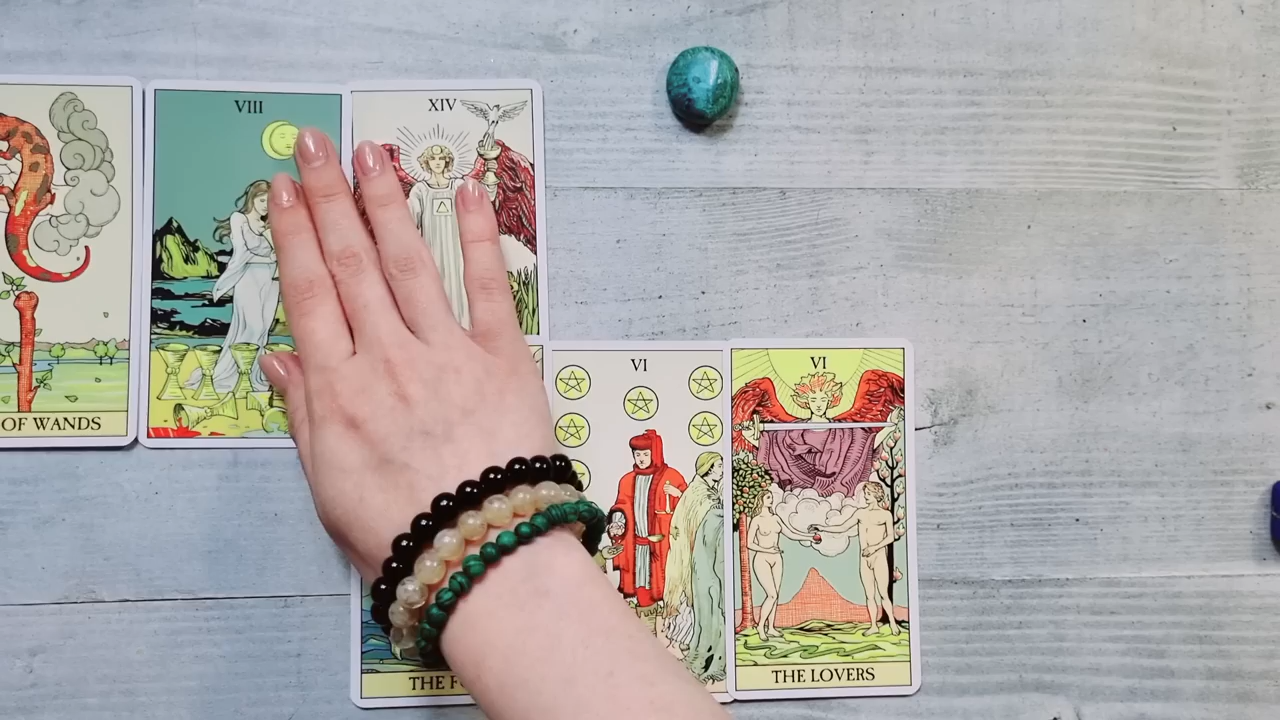 VIII
XIV
OF WANDS
VI
VI
THE F
THE LOVERS